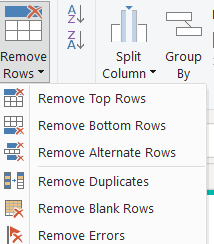 Remove
Rows
A
Z
Z
A
Split
Column
Group
By
Remove Top Rows
Remove Bottom Rows
Remove Alternate Rows
Remove Duplicates
Remove Blank Rows
Remove Errors